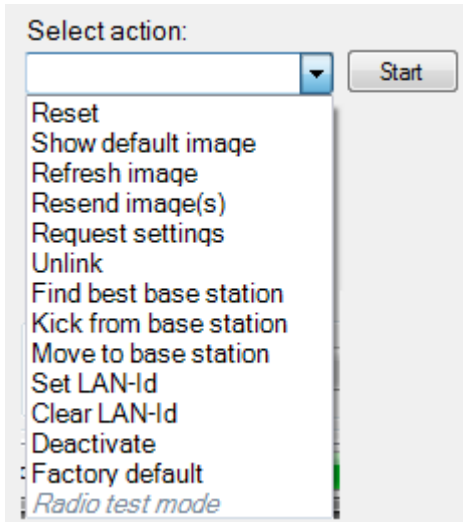 Select action:
Start
Reset
Show default image
Refresh image
Resend image(s)
Request settings
Unlink
Find best base station
Kick from base station
Move to base station
Set LAN-Id
Clear LAN-Id
Deactivate
Factory default
Radio test mode